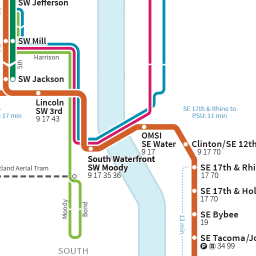 SW Jefferson
SW Mill
Harrison
5th
SW Jackson
17 min
Lincoln
SW 3rd
9 17 43
SE 17th & Rhine to
PSU: 11 min
OMSI
SE Water
9 17
Clinton/SE 12th
9 17 70
South Waterfront
SW Moody
9 17 35 36
land Aerial Tram
SE 17th & Rhi
17 70
SE 17th & Hol
17 70
SE Bybee
19
SE Tacoma/Jo
P 34 99
13 min
Moody
Bond
SOUTH